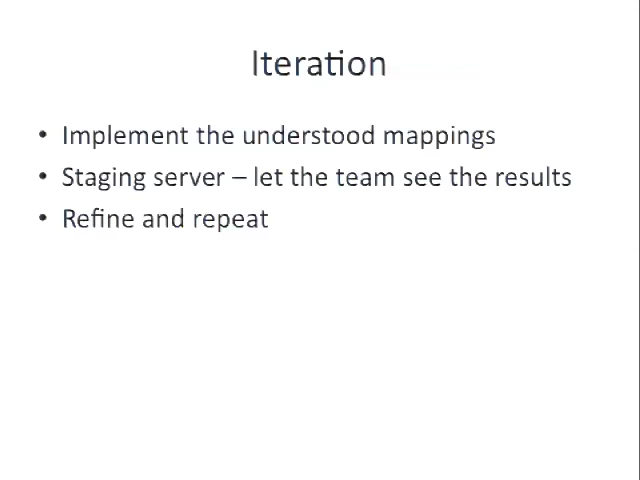 Iteration
• Implement the understood mappings
• Staging server – let the team see the results
• Refine and repeat